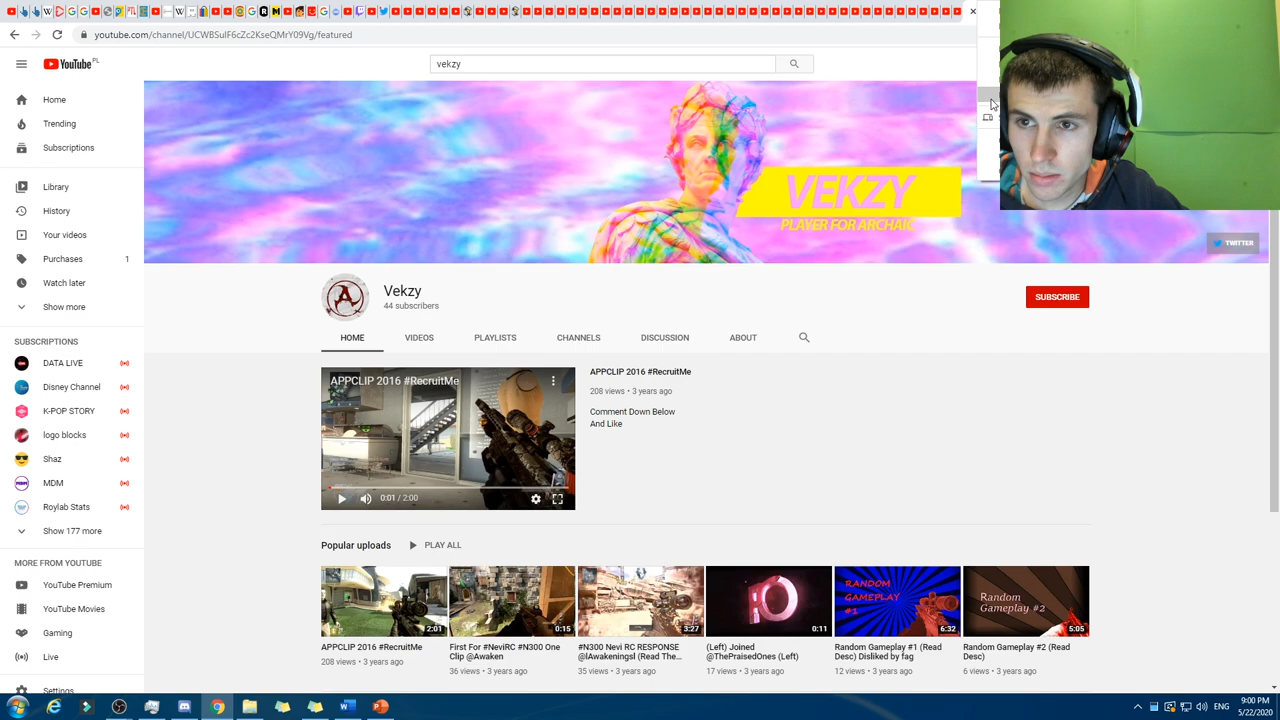 youtube.com/channel/UCWBSulF6cZc2KseQMrY09Vg/featured
YouTube PL
vekzy
Home
Trending
Subscriptions
Library
History
Your videos
Purchases 1
Watch later
Show more
SUBSCRIPTIONS
DATA LIVE
Disney Channel
K-POP STORY
logo blocks
Shaz
MDM
Roylab Stats
Show 177 more
MORE FROM YOUTUBE
YouTube Premium
YouTube Movies
Gaming
Live
Settings
VEKZY
PLAYER FOR ARCHAIC
TWITTER
Vekzy
44 subscribers
SUBSCRIBE
HOME VIDEOS PLAYLISTS CHANNELS DISCUSSION ABOUT
APPCLIP 2016 #RecruitMe
0:01 / 2:00
APPCLIP 2016 #RecruitMe
208 views • 3 years ago
Comment Down Below
And Like
Popular uploads PLAY ALL
2:01
APPCLIP 2016 #RecruitMe
208 views • 3 years ago
0:15
First For #NeviRC #N300 One
Clip @Awaken
36 views • 3 years ago
3:27
#N300 Nevi RC RESPONSE
@lAwakeningsl (Read The...
35 views • 3 years ago
0:11
(Left) Joined
@ThePraisedOnes (Left)
17 views • 3 years ago
RANDOM
GAMEPLAY
#1
6:32
Random Gameplay #1 (Read
Desc) Disliked by fag
12 views • 3 years ago
Random
Gameplay #2
5:05
Random Gameplay #2 (Read
Desc)
6 views • 3 years ago
ENG
9:00 PM
5/22/2020